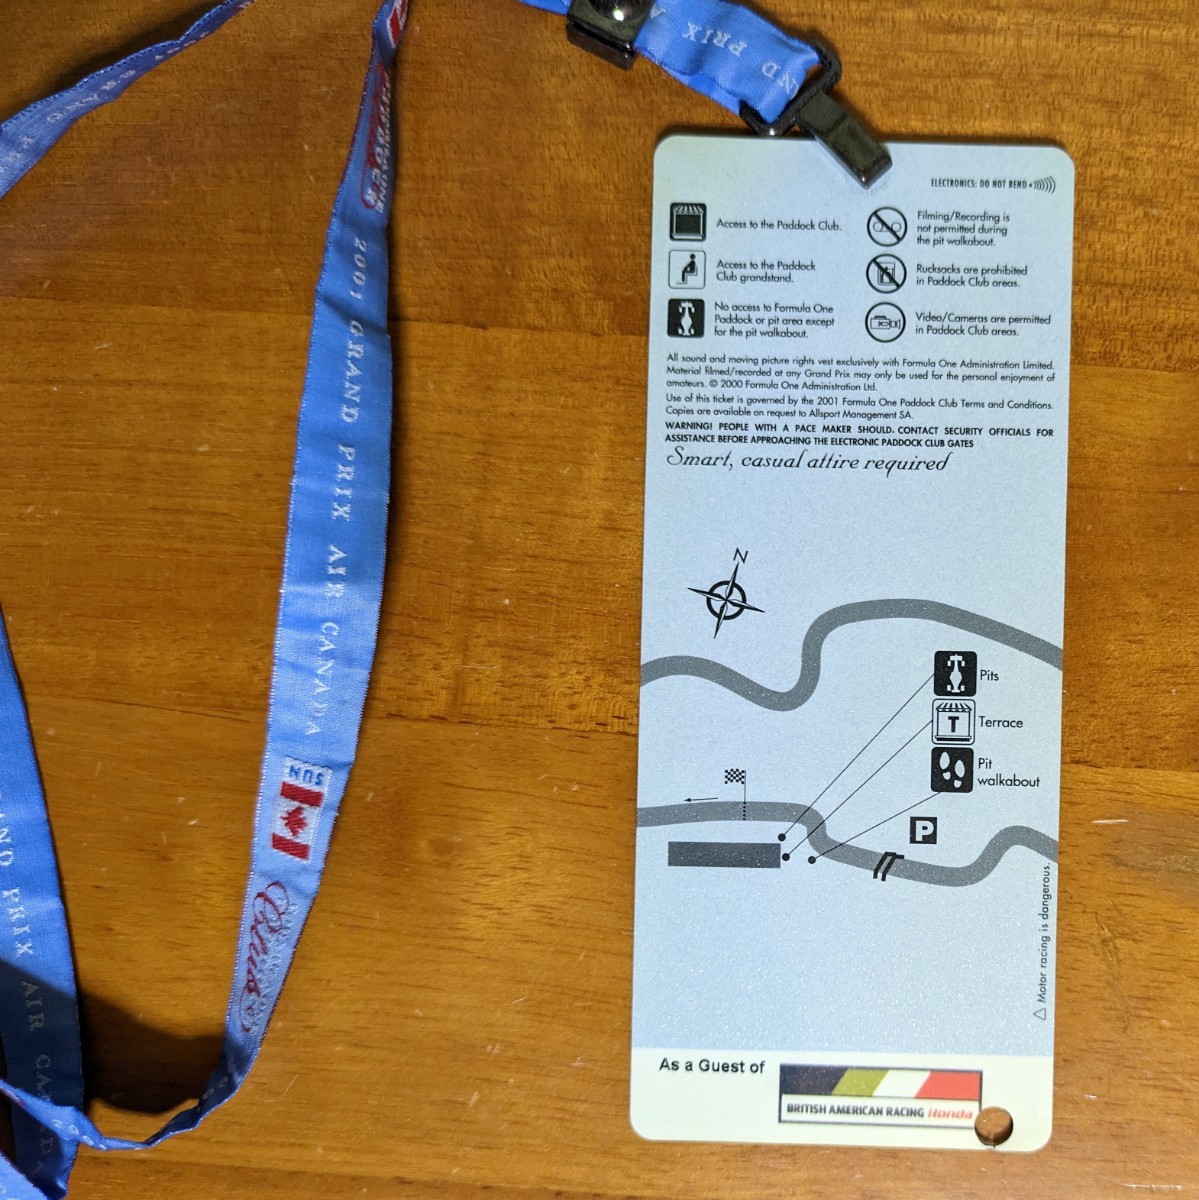 ELECTRONICS: DO NOT BEND
Access to the Paddock Club.
Access to the Paddock
Club grandstand.
No access to Formula One
Paddock or pit area except
for the pit walkabout.
Filming/Recording is
not permitted during
the pit walkabout.
Rucksacks are prohibited
in Paddock Club areas.
Video/Cameras are permitted
in Paddock Club areas.
All sound and moving picture rights vest exclusively with Formula One Administration Limited.
Material filmed/recorded at any Grand Prix may only be used for the personal enjoyment of
amateurs. © 2000 Formula One Administration Ltd.
Use of this ticket is governed by the 2001 Formula One Paddock Club Terms and Conditions.
Copies are available on request to Allsport Management SA.
WARNING! PEOPLE WITH A PACE MAKER SHOULD. CONTACT SECURITY OFFICIALS FOR
ASSISTANCE BEFORE APPROACHING THE ELECTRONIC PADDOCK CLUB GATES
Smart, casual attire required
N
Pits
T
Terrace
Pit
walkabout
P
Motor racing is dangerous.
As a Guest of
BRITISH AMERICAN RACING Honda
2001 GRAND PRIX AIR CANADA
SUN
PRIX A
ND
GRAND
AND PRIX AIR CA